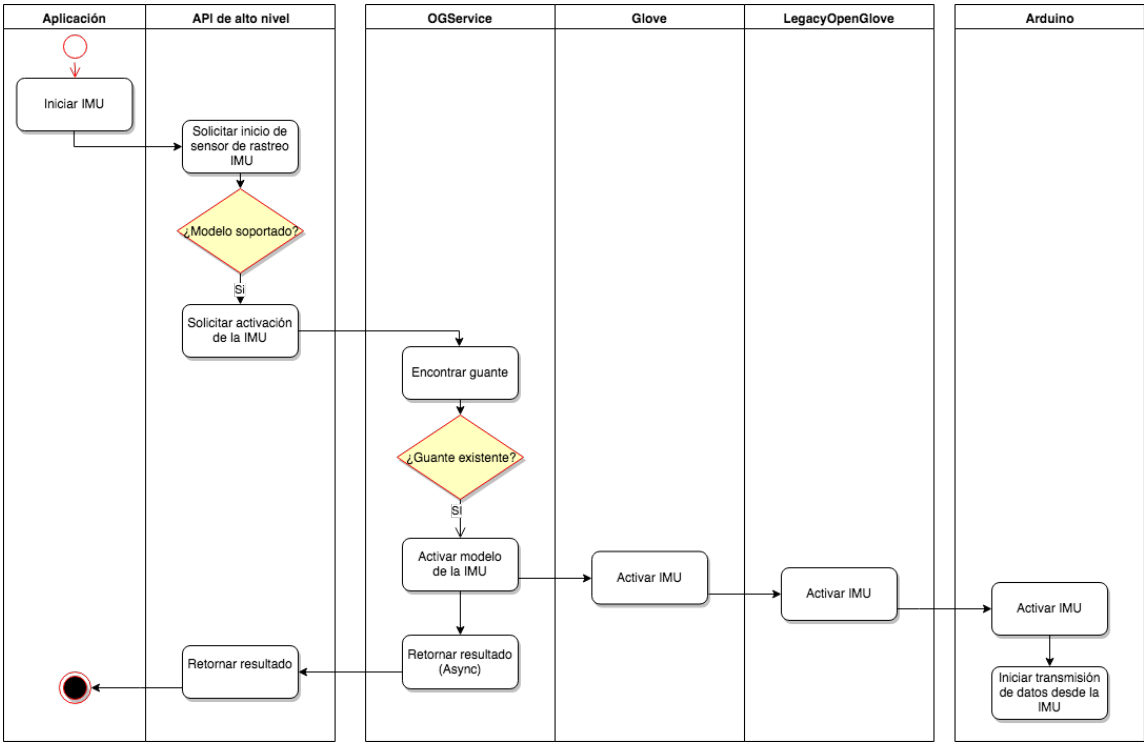 Aplicación
API de alto nivel
OGService
Glove
LegacyOpenGlove
Arduino
Iniciar IMU
Solicitar inicio de
sensor de rastreo
IMU
¿Modelo soportado?
Si
Solicitar activación
de la IMU
Encontrar guante
¿Guante existente?
Si
Activar modelo
de la IMU
Activar IMU
Activar IMU
Activar IMU
Retornar resultado
(Async)
Retornar resultado
Iniciar transmisión
de datos desde la
IMU